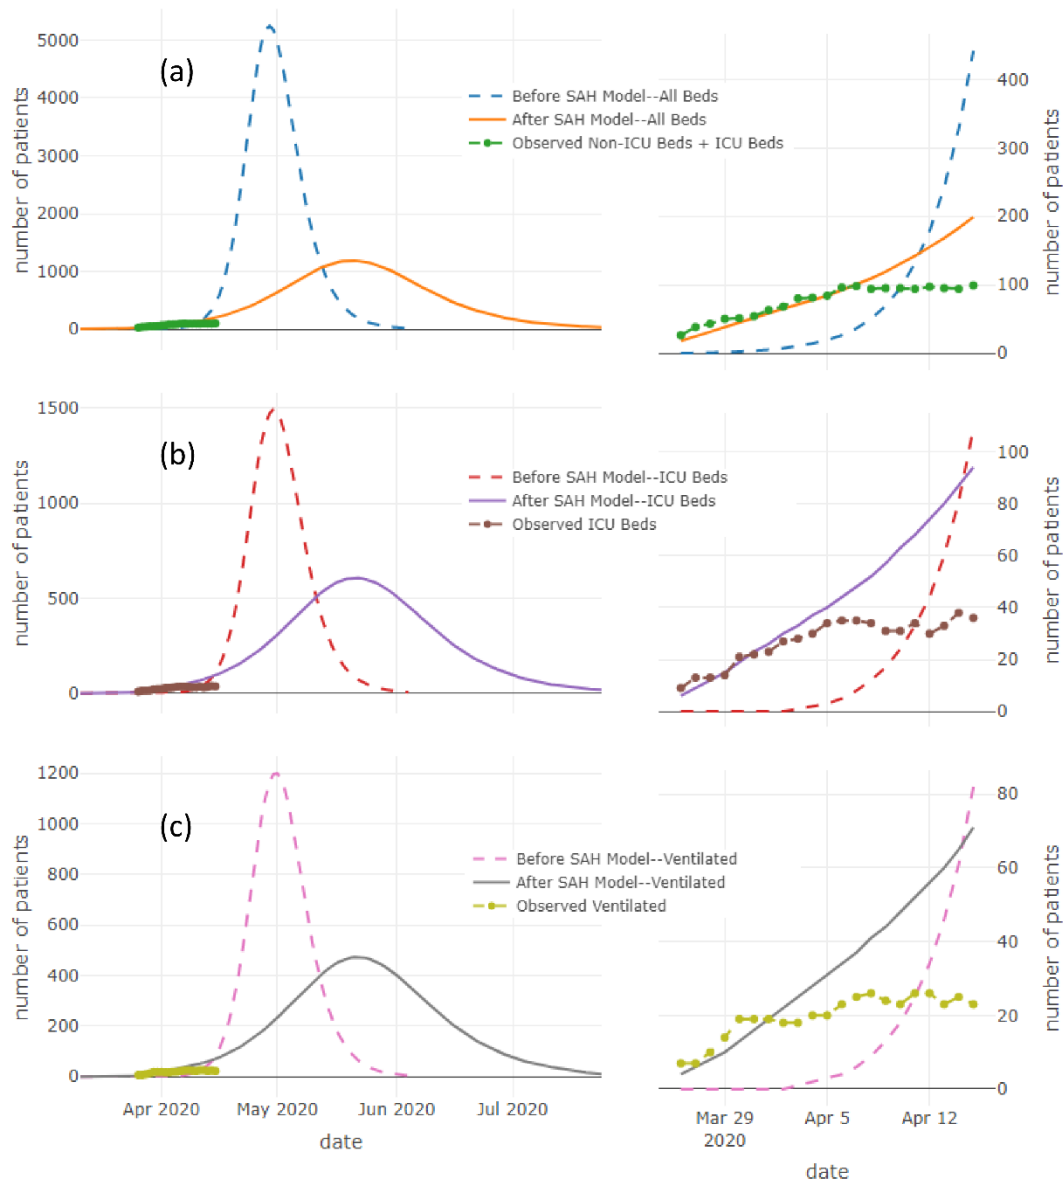 (a)
number of patients
5000
4000
3000
2000
1000
0
Before SAH Model--All Beds
After SAH Model--All Beds
Observed Non-ICU Beds + ICU Beds
400
300
200
100
0
number of patients
(b)
number of patients
1500
1000
500
0
Before SAH Model--ICU Beds
After SAH Model--ICU Beds
Observed ICU Beds
100
80
60
40
20
0
number of patients
(c)
number of patients
1200
1000
800
600
400
200
0
Before SAH Model--Ventilated
After SAH Model--Ventilated
Observed Ventilated
80
60
40
20
0
number of patients
Apr 2020 May 2020 Jun 2020 Jul 2020
date
Mar 29 Apr 5 Apr 12
2020
date